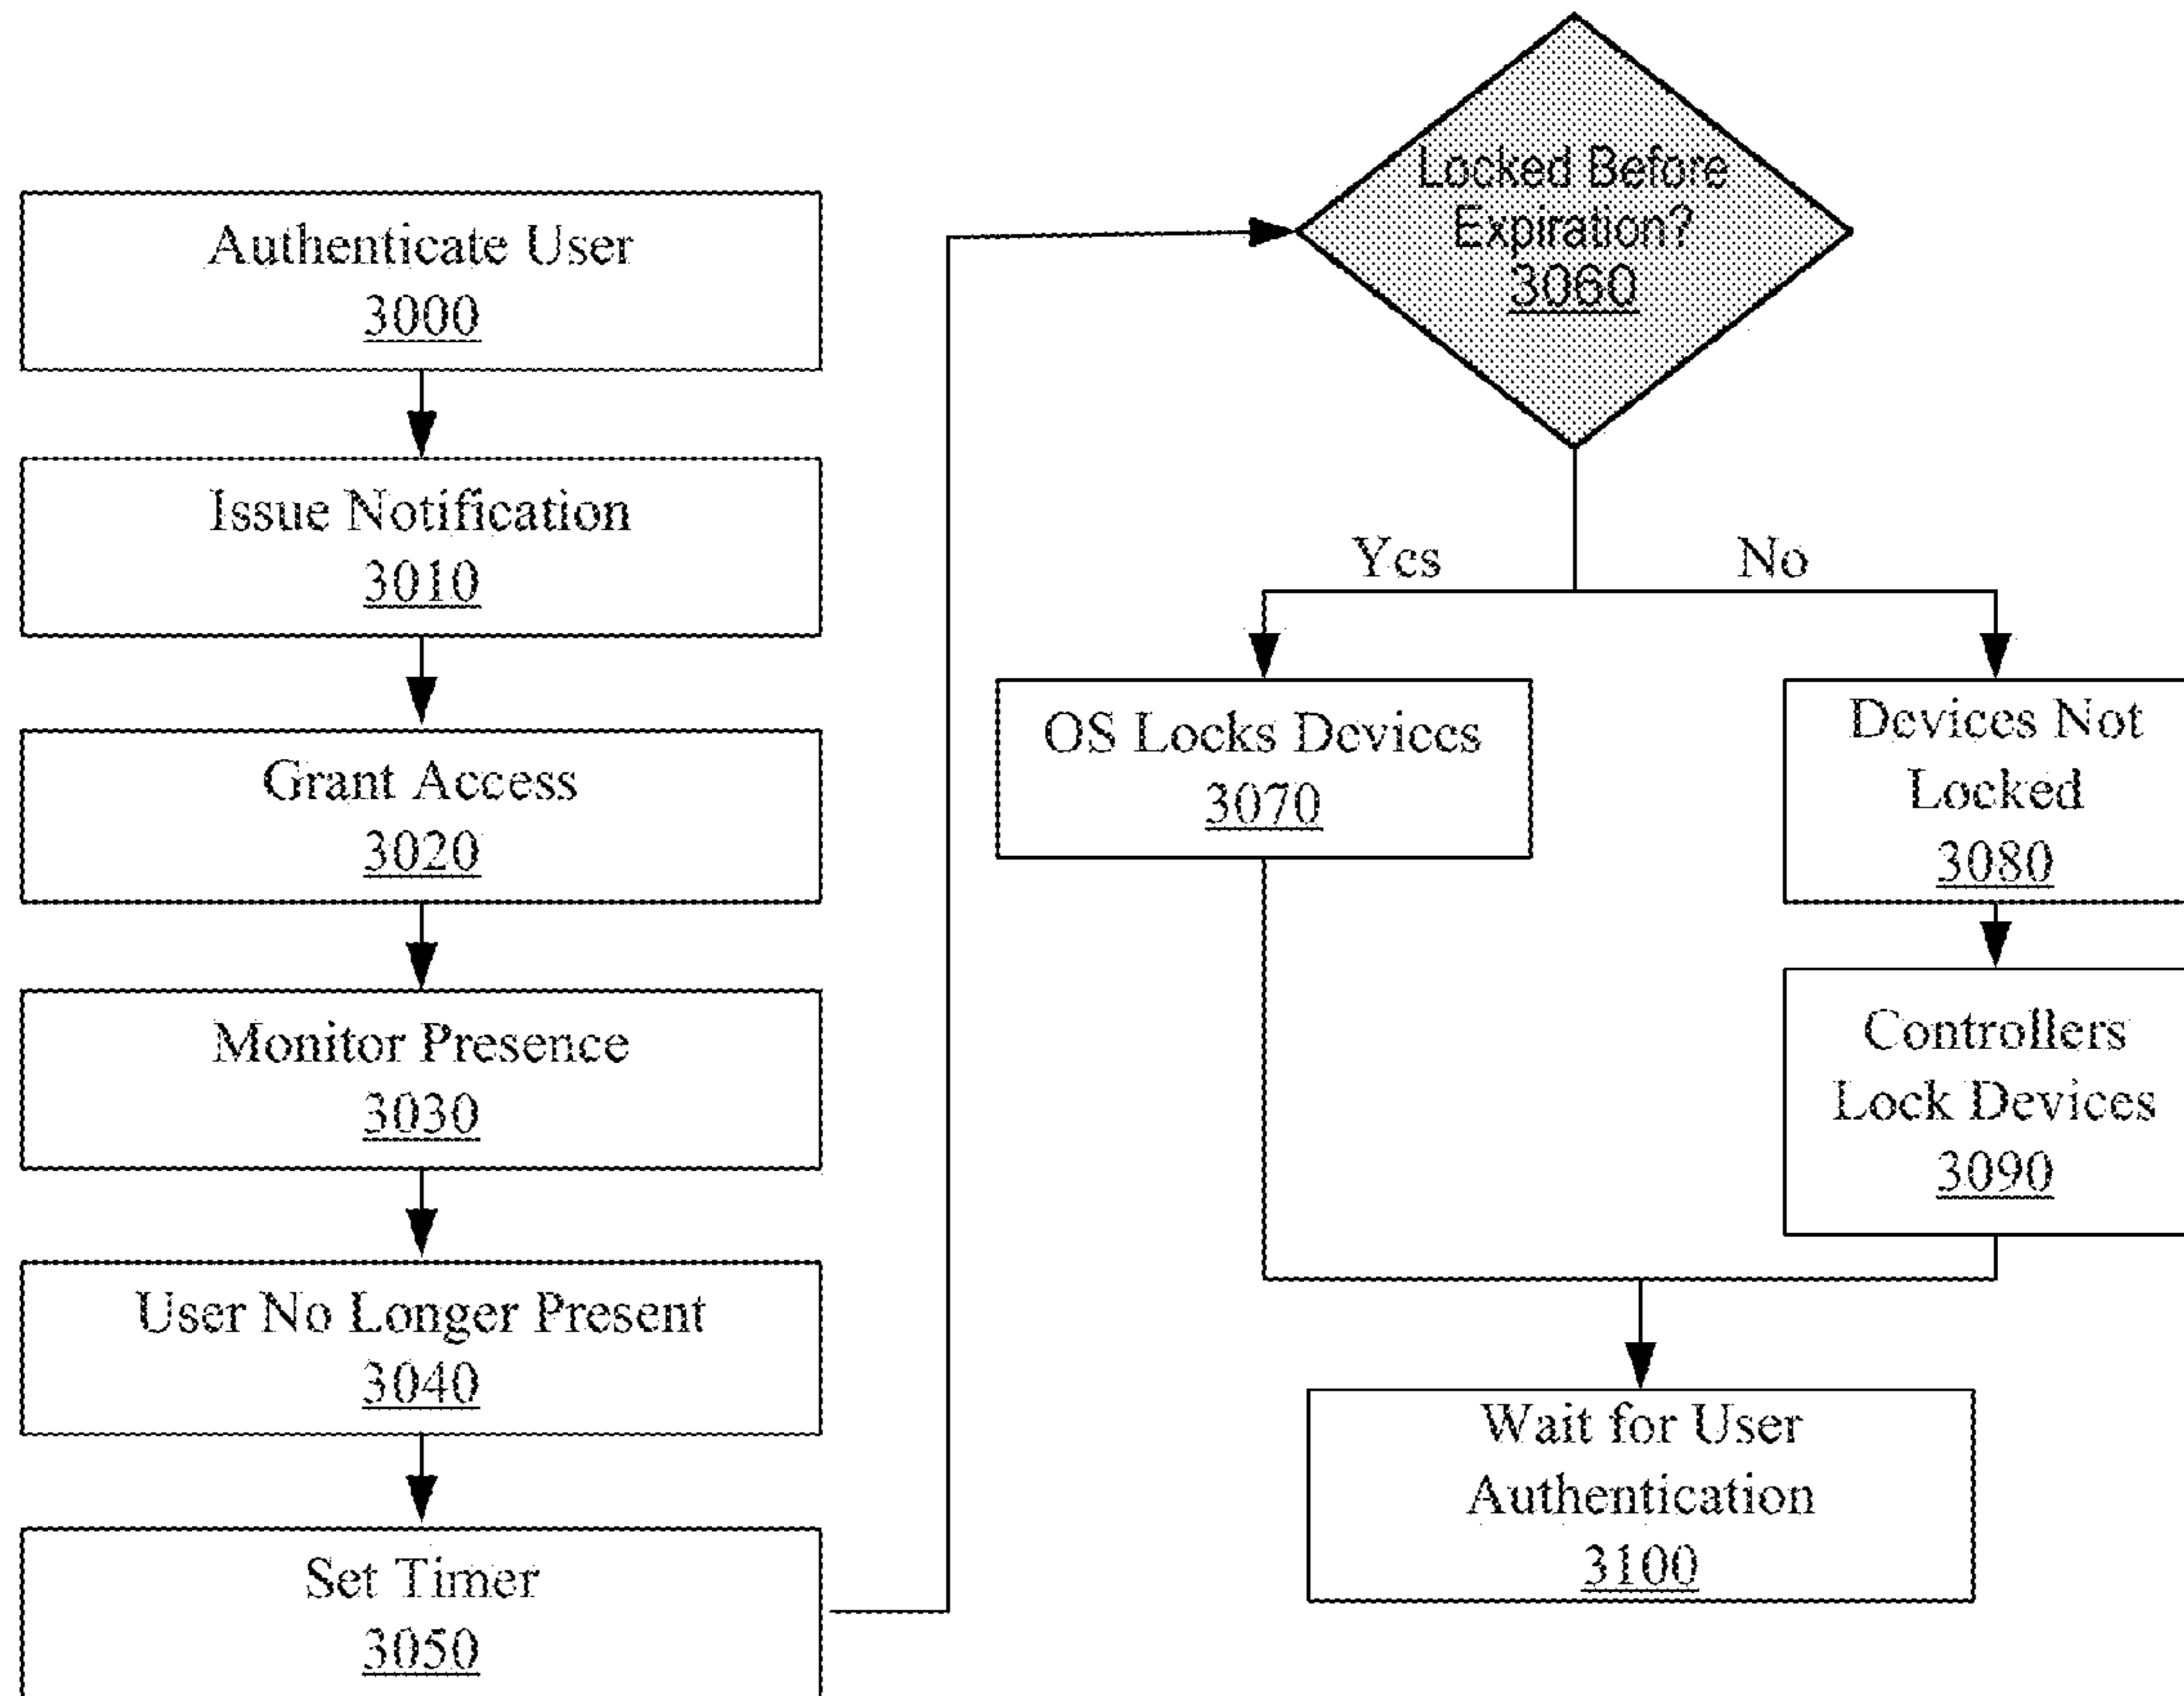 Authenticate User
3000
Issue Notification
3010
Grant Access
3020
Monitor Presence
3030
User No Longer Present
3040
Set Timer
3050
Locked Before
Expiration?
3060
Yes
No
OS Locks Devices
3070
Devices Not
Locked
3080
Controllers
Lock Devices
3090
Wait for User
Authentication
3100